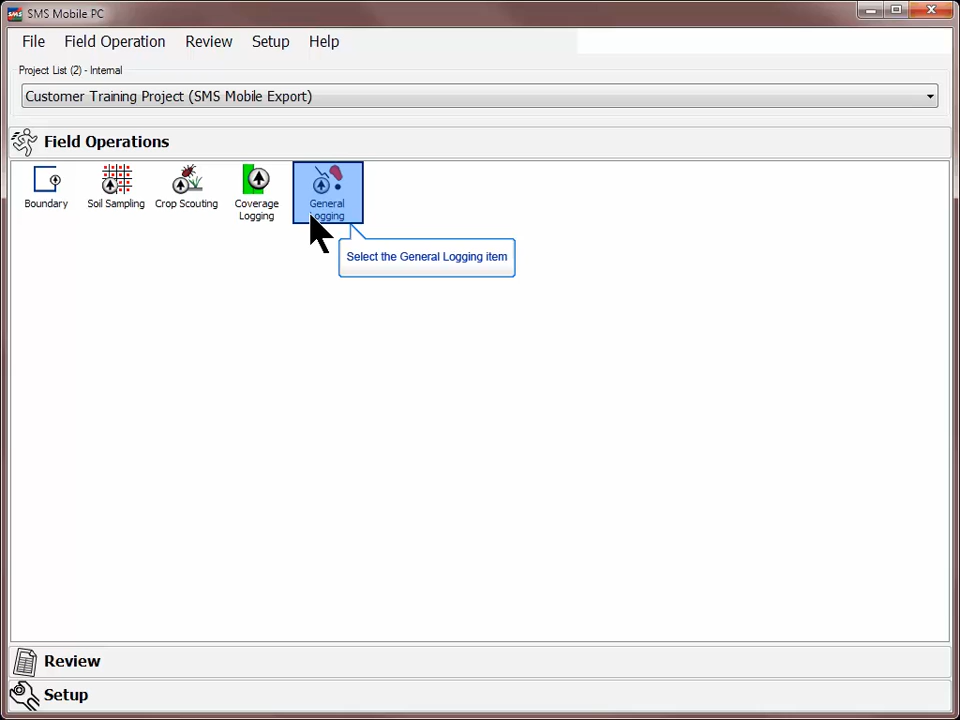 SMS Mobile PC
File Field Operation Review Setup Help
Project List (2) - Internal
Customer Training Project (SMS Mobile Export)
Field Operations
Boundary
Soil Sampling
Crop Scouting
Coverage
Logging
General
Logging
Select the General Logging item
Review
Setup